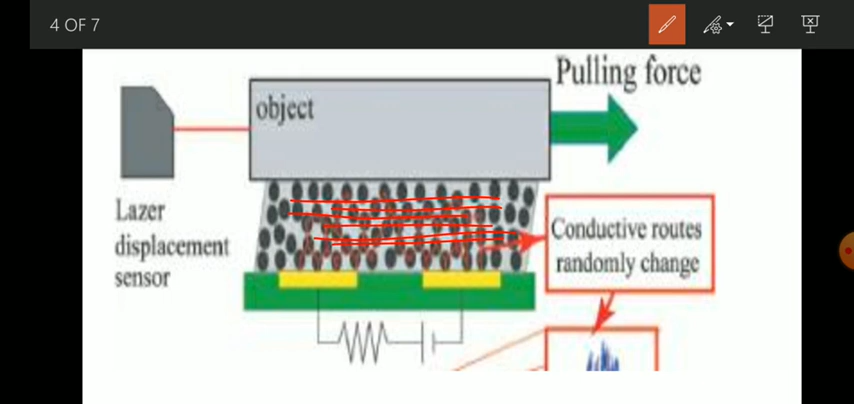 4 OF 7
Pulling force
object
Lazer
displacement
sensor
Conductive routes
randomly change